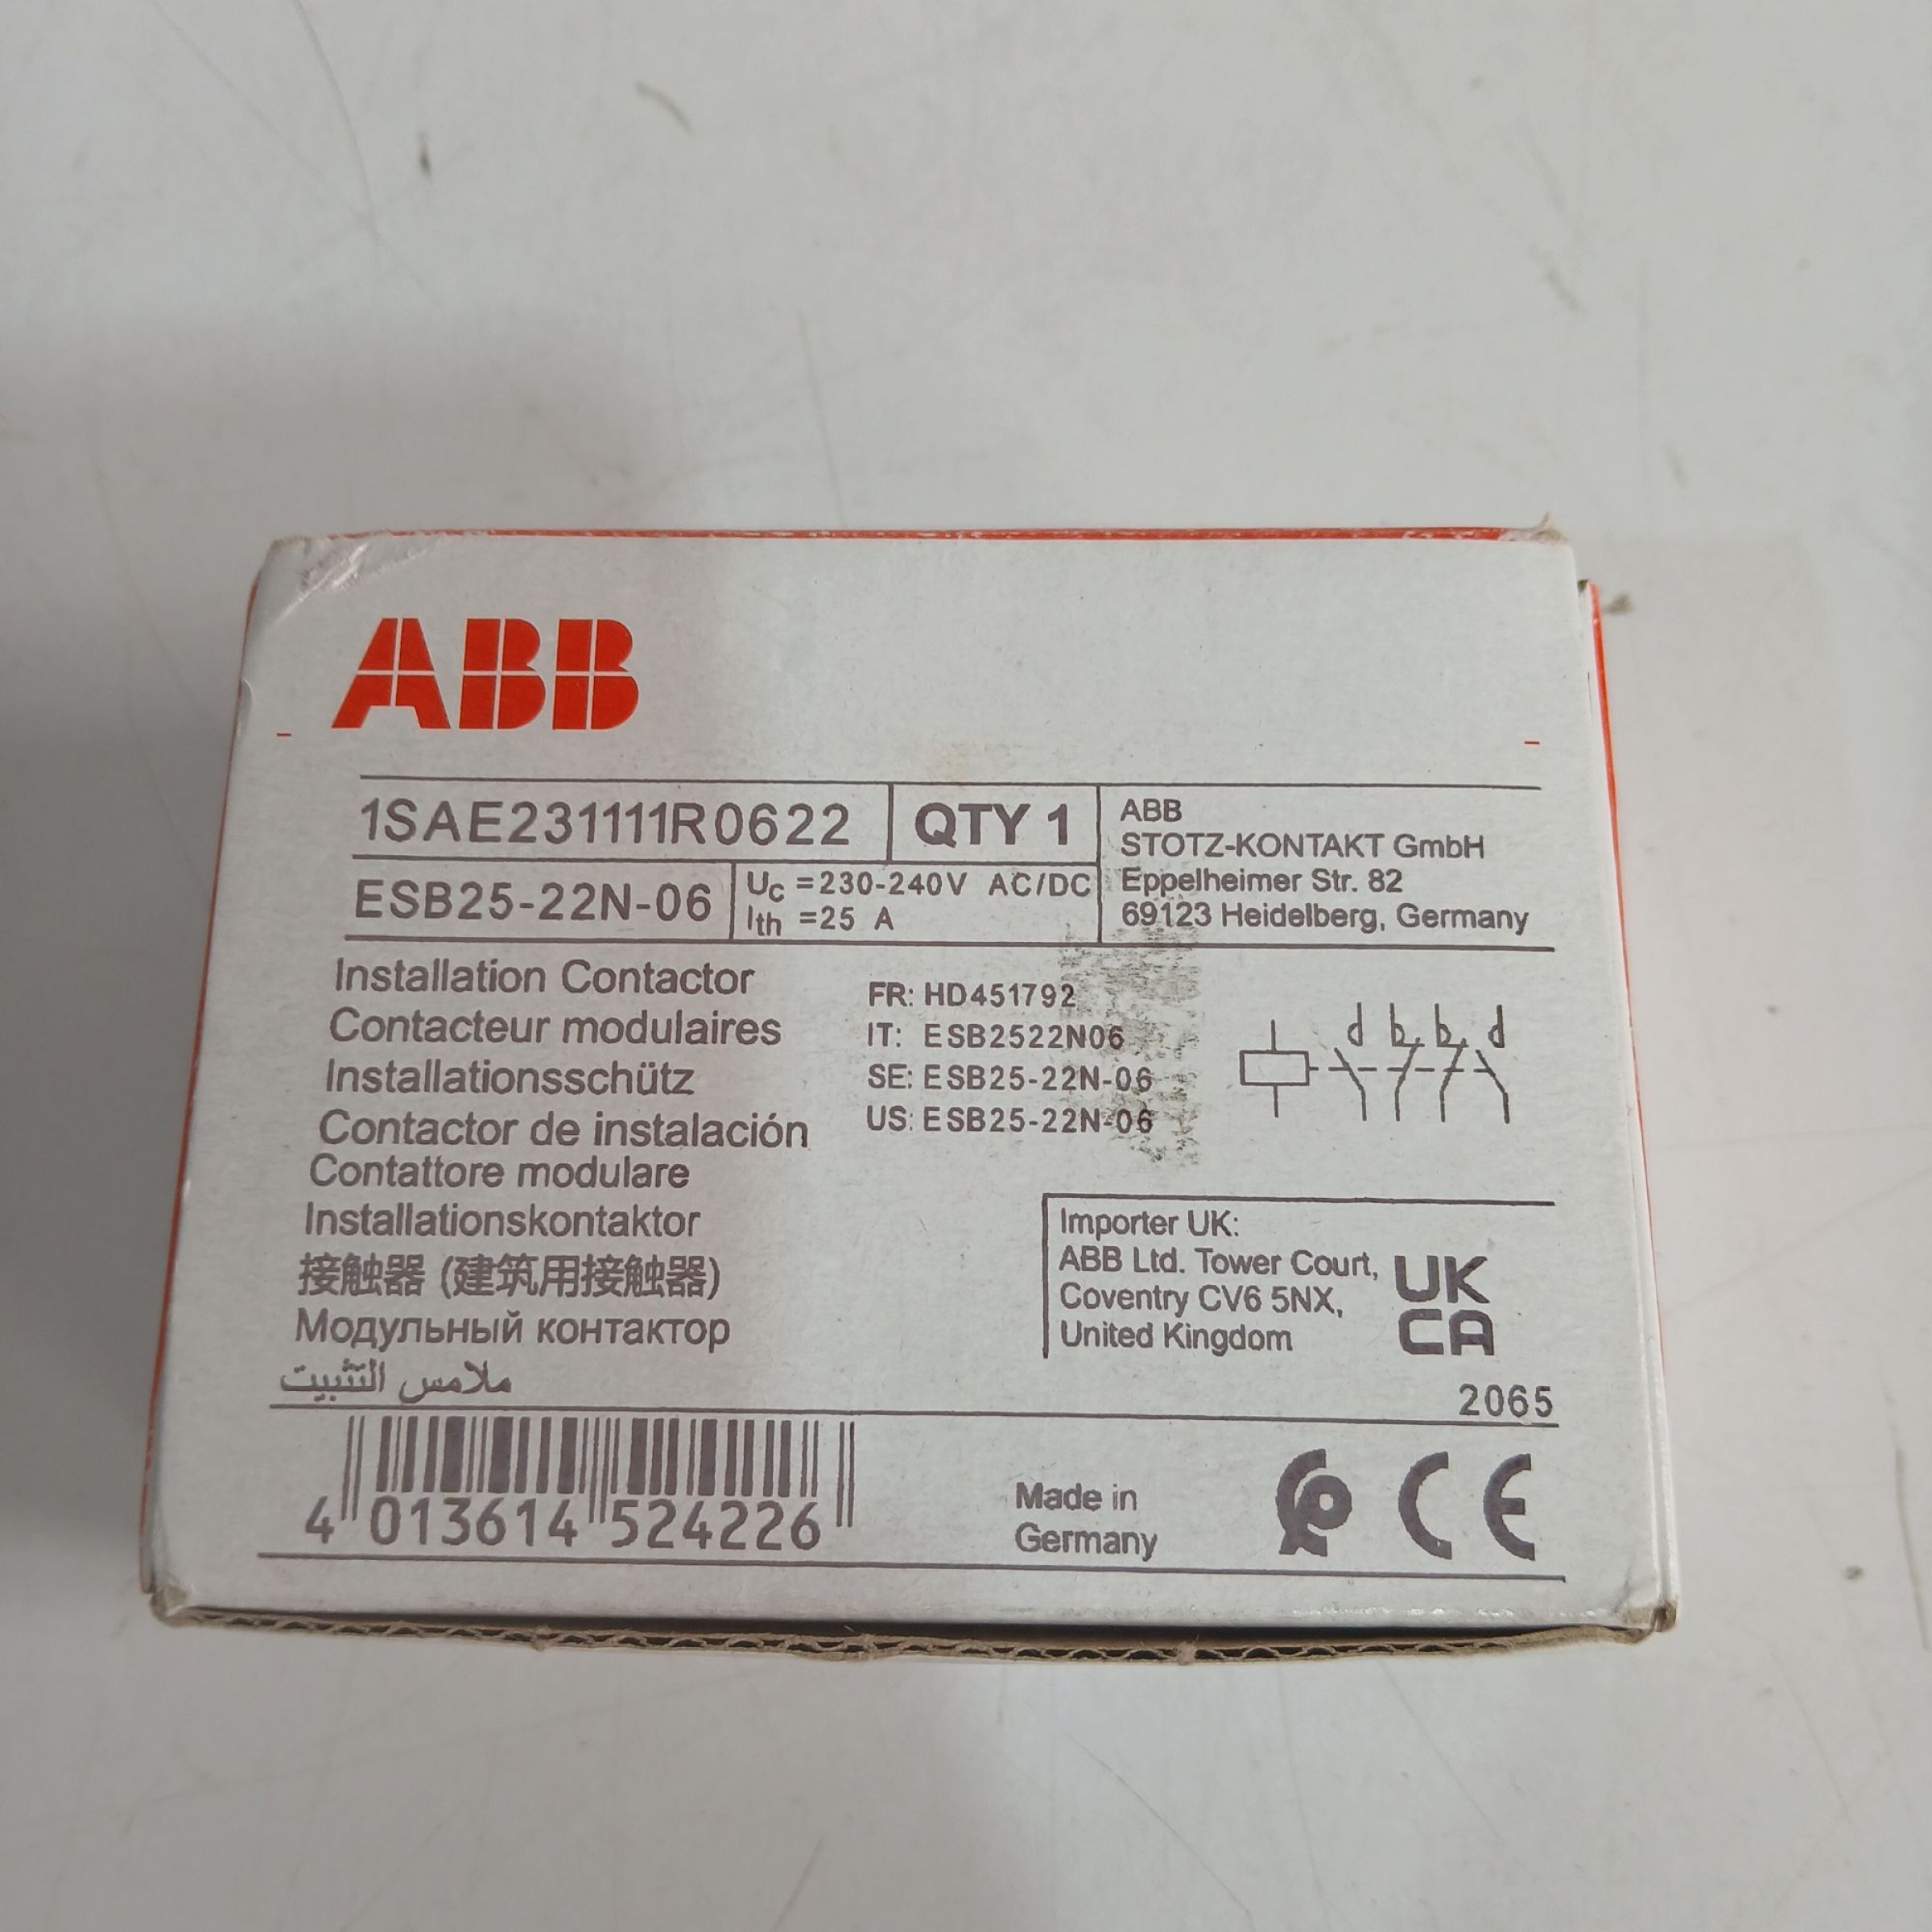 ABB
1SAE231111R0622
QTY 1
ESB25-22N-06
Uc =230-240V AC/DC
Ith =25 A
ABB
STOTZ-KONTAKT GmbH
Eppelheimer Str. 82
69123 Heidelberg, Germany
Installation Contactor
Contacteur modulaires
Installationsschütz
Contactor de instalación
Contattore modulare
Installationskontaktor
接触器 (建筑用接触器)
Модульный контактор
ملامس التثبيت
FR: HD451792
IT: ESB2522N06
SE: ESB25-22N-06
US: ESB25-22N-06
Importer UK:
ABB Ltd. Tower Court,
Coventry CV6 5NX,
United Kingdom
UK
CA
2065
4 013614 524226
Made in
Germany
CE